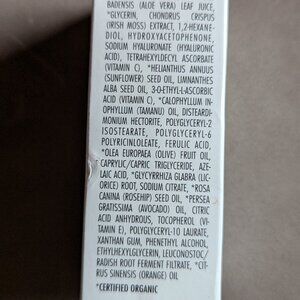 BADENSIS (ALOE VERA) LEAF JUICE,
*GLYCERIN, CHONDRUS CRISPUS
(IRISH MOSS) EXTRACT, 1,2-HEXANE-
DIOL, HYDROXYACETOPHENONE,
SODIUM HYALURONATE (HYALURONIC
ACID), TETRAHEXYLDECYL ASCORBATE
(VITAMIN C), *HELIANTHUS ANNUUS
(SUNFLOWER) SEED OIL, LIMNANTHES
ALBA SEED OIL, 3-O-ETHYL-L-ASCORBIC
ACID (VITAMIN C), *CALOPHYLLUM IN-
OPHYLLUM (TAMANU) OIL, DISTEARD-
MONIUM HECTORITE, POLYGLYCERYL-2
ISOSTEARATE, POLYGLYCERYL-6
POLYRICINOLEATE, FERULIC ACID,
*OLEA EUROPAEA (OLIVE) FRUIT OIL,
CAPRYLIC/CAPRIC TRIGLYCERIDE, AZE-
LAIC ACID, *GLYCYRRHIZA GLABRA (LIC-
ORICE) ROOT, SODIUM CITRATE, *ROSA
CANINA (ROSEHIP) SEED OIL, *PERSEA
GRATISSIMA (AVOCADO) OIL, CITRIC
ACID ANHYDROUS, TOCOPHEROL (VI-
TAMIN E), POLYGLYCERYL-10 LAURATE,
XANTHAN GUM, PHENETHYL ALCOHOL,
ETHYLHEXYLGLYCERIN, LEUCONOSTOC/
RADISH ROOT FERMENT FILTRATE, *CIT-
RUS SINENSIS (ORANGE) OIL
*CERTIFIED ORGANIC